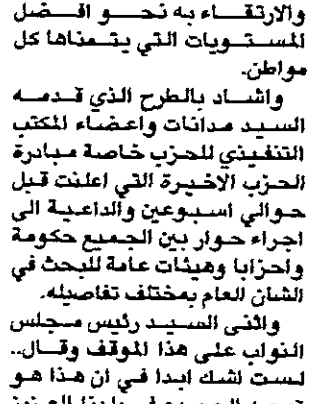 والارتقاء به نحو افضل
المستويات التي يتمناها كل
مواطن.
واشاد بالطرح الذي قدمه
السيد مدانات واعضاء المكتب
التنفيذي للحزب خاصة مبادرة
الحزب الاخيرة التي اعلنت قبل
حوالي اسبوعين والداعية الى
اجراء حوار بين الجميع حكومة
واحزابا وهيئات عامة للبحث في
الشان العام بمختلف تفاصيله.
واثنى السيد رئيس مجلس
النواب على هذا الموقف وقال..
لست اشك ابدا في ان هذا هو